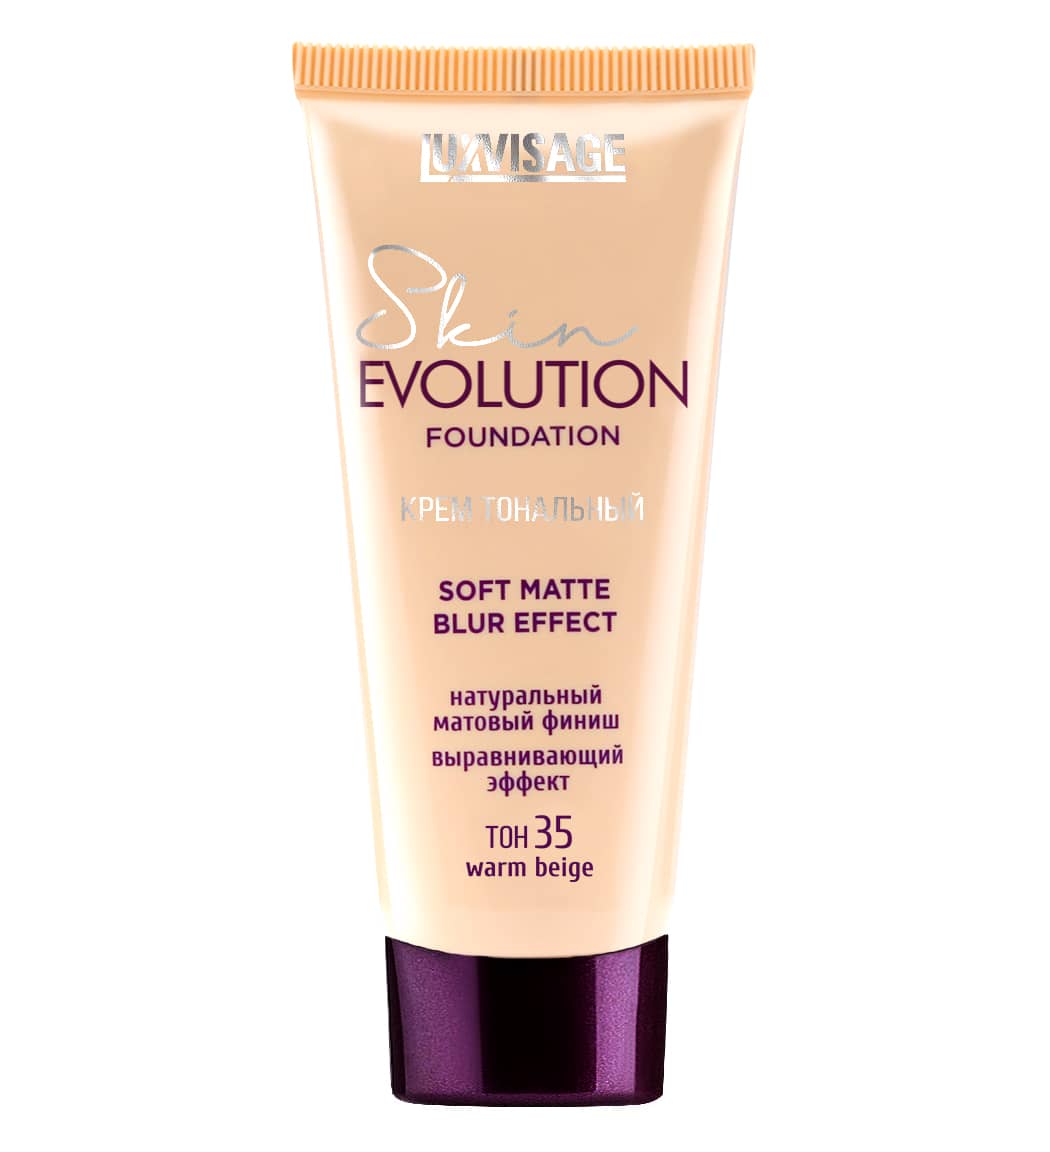 LUXVISAGE
Skin
EVOLUTION
FOUNDATION
КРЕМ ТОНАЛЬНЫЙ
SOFT MATTE
BLUR EFFECT
натуральный
матовый финиш
выравнивающий
эффект
ТОН 35
warm beige